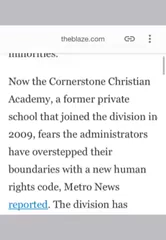 theblaze.com
minorities.
Now the Cornerstone Christian
Academy, a former private
school that joined the division in
2009, fears the administrators
have overstepped their
boundaries with a new human
rights code, Metro News
reported. The division has